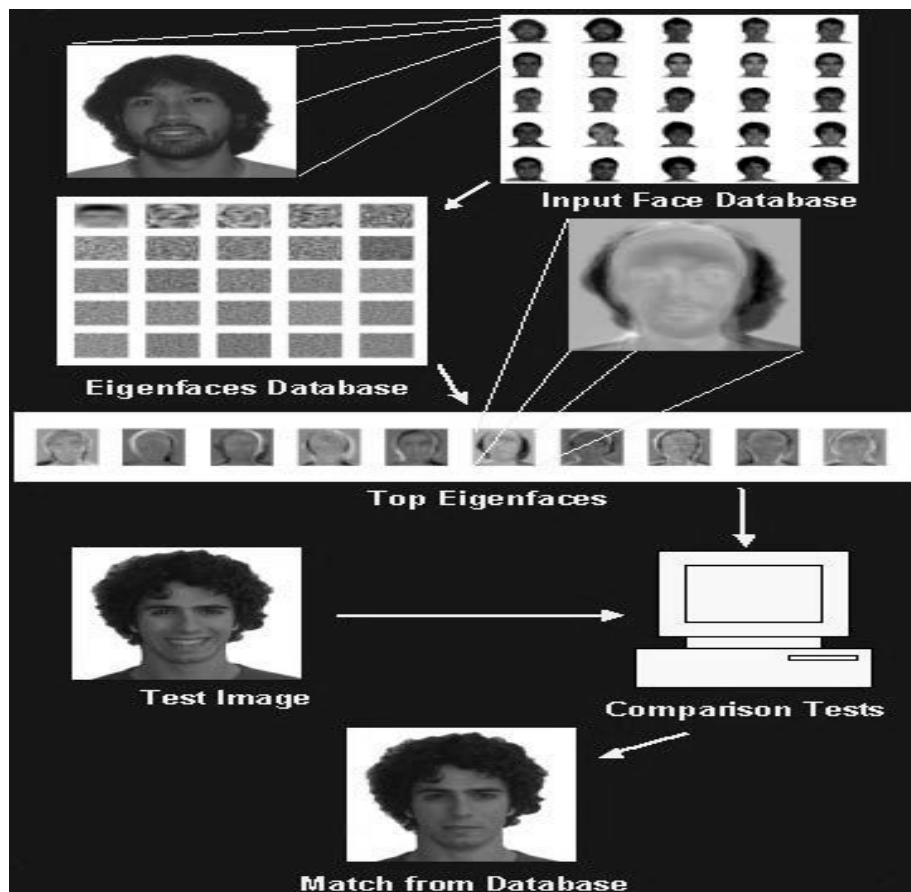 Input Face Database
Eigenfaces Database
Top Eigenfaces
Test Image
Comparison Tests
Match from Database